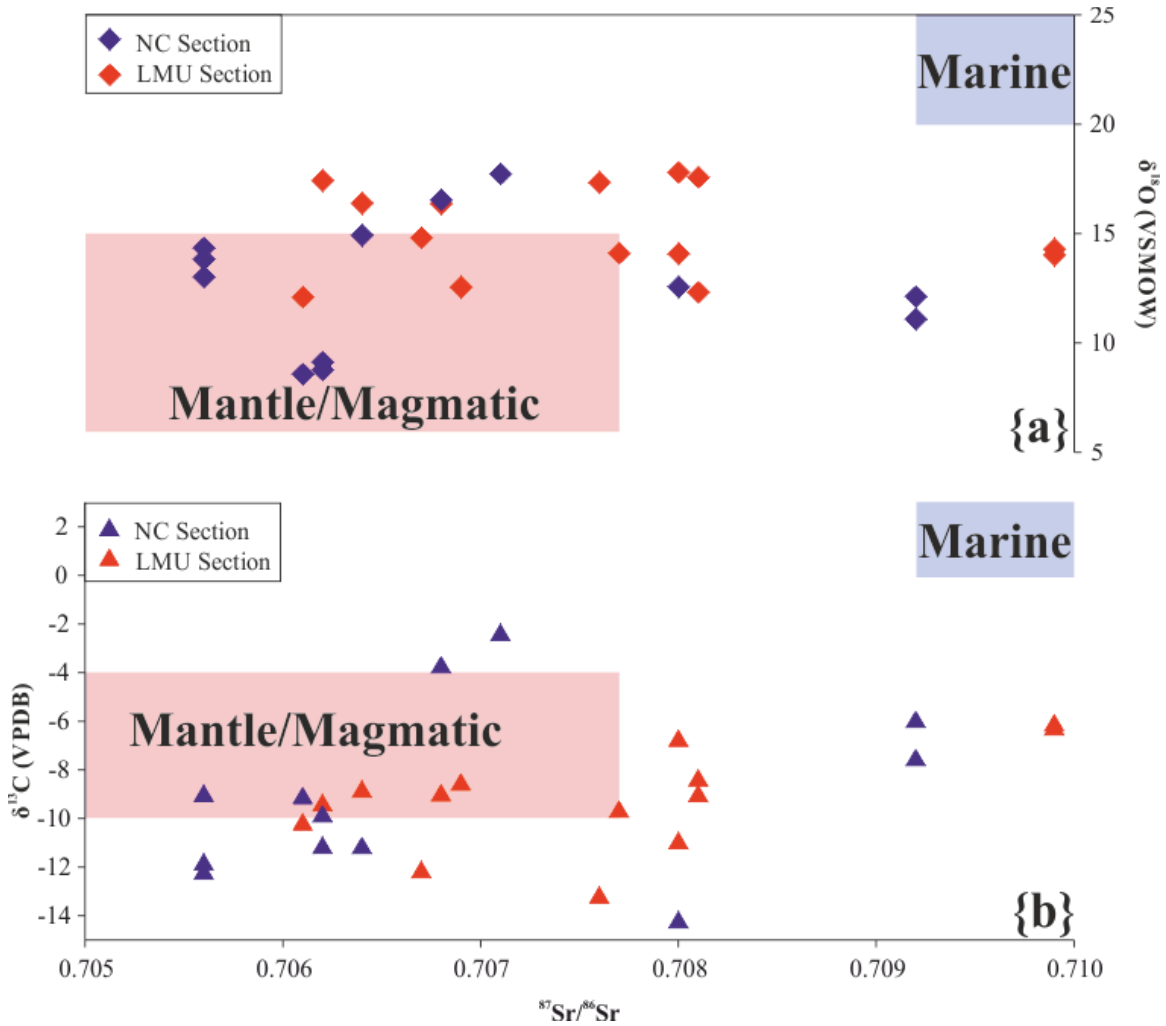 NC Section
LMU Section
Marine
25
20
15
10
5
δ¹⁸O (VSMOW)
Mantle/Magmatic
{a}
NC Section
LMU Section
Marine
2
0
-2
-4
-6
-8
-10
-12
-14
δ¹³C (VPDB)
Mantle/Magmatic
{b}
0.705 0.706 0.707 0.708 0.709 0.710
⁸⁷Sr/⁸⁶Sr